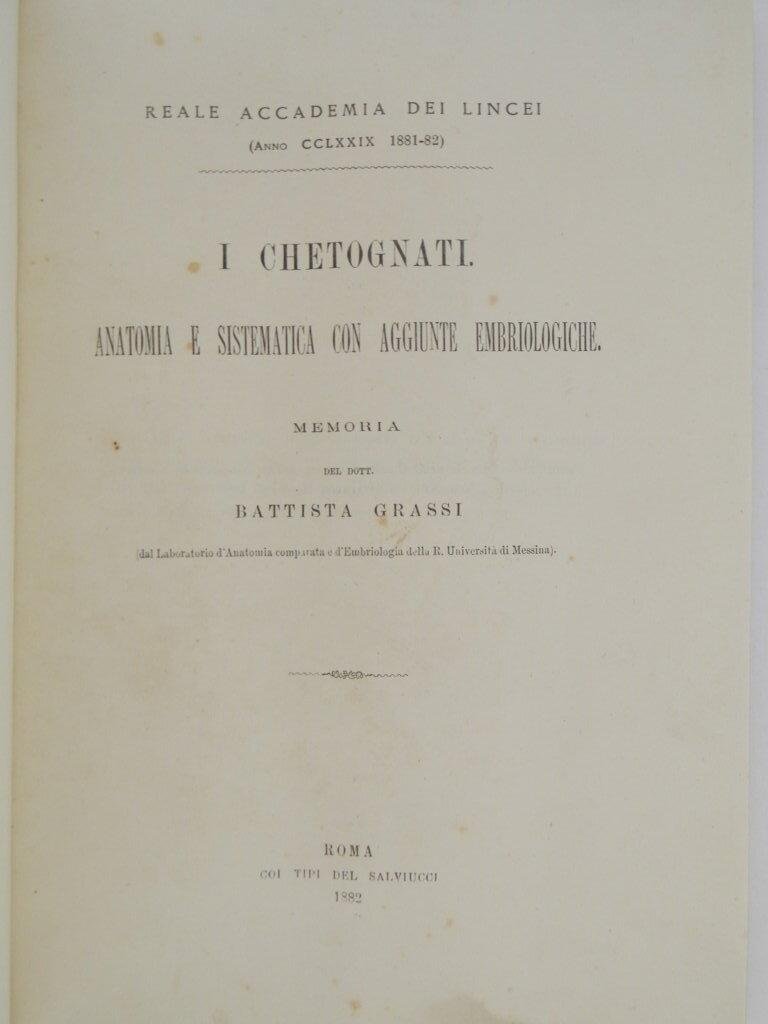 REALE ACCADEMIA DEI LINCEI
(ANNO CCLXXIX 1881-82)
I CHETOGNATI.
ANATOMIA E SISTEMATICA CON AGGIUNTE EMBRIOLOGICHE.
MEMORIA
DEL DOTT.
BATTISTA GRASSI
(dal Laboratorio d'Anatomia comparata e d'Embriologia della R. Università di Messina).
ROMA
COI TIPI DEL SALVIUCCI
1882